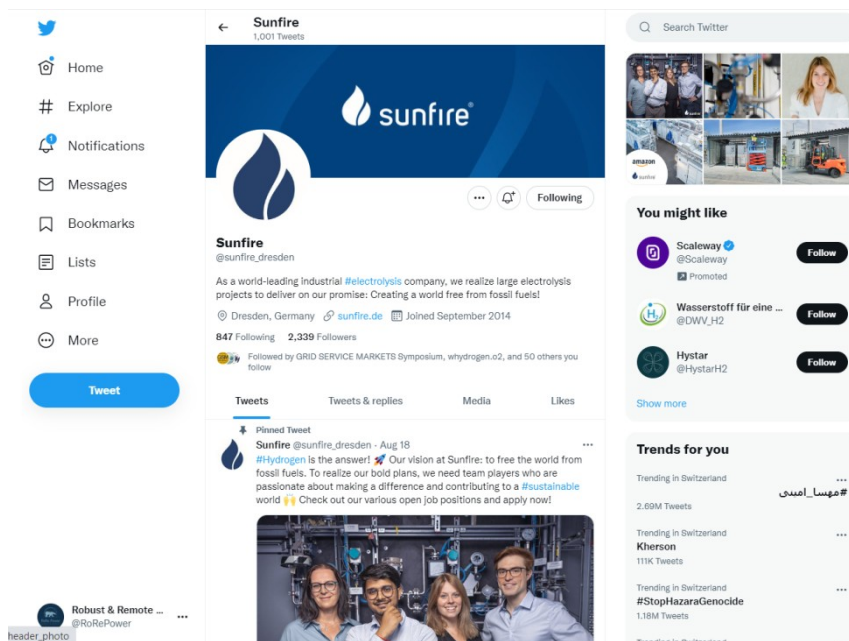 Home
Explore
Notifications
1
Messages
Bookmarks
Lists
Profile
More
Tweet
Robust & Remote ...
@RoRePower
header_photo
Sunfire
1,001 Tweets
sunfire
Following
Sunfire
@sunfire_dresden
As a world-leading industrial #electrolysis company, we realize large electrolysis
projects to deliver on our promise: Creating a world free from fossil fuels!
Dresden, Germany sunfire.de Joined September 2014
847 Following 2,339 Followers
Followed by GRID SERVICE MARKETS Symposium, whydrogen.o2, and 50 others you
follow
Tweets Tweets & replies Media Likes
Pinned Tweet
Sunfire @sunfire_dresden · Aug 18
#Hydrogen is the answer! 🚀 Our vision at Sunfire: to free the world from
fossil fuels. To realize our bold plans, we need team players who are
passionate about making a difference and contributing to a #sustainable
world 🙌 Check out our various open job positions and apply now!
Search Twitter
amazon
sunfire
You might like
Scaleway
@Scaleway
Promoted
Follow
Wasserstoff für eine ...
@DWV_H2
Follow
Hystar
@HystarH2
Follow
Show more
Trends for you
Trending in Switzerland
#مهسا_امینی
2.69M Tweets
Trending in Switzerland
Kherson
111K Tweets
Trending in Switzerland
#StopHazaraGenocide
1.18M Tweets